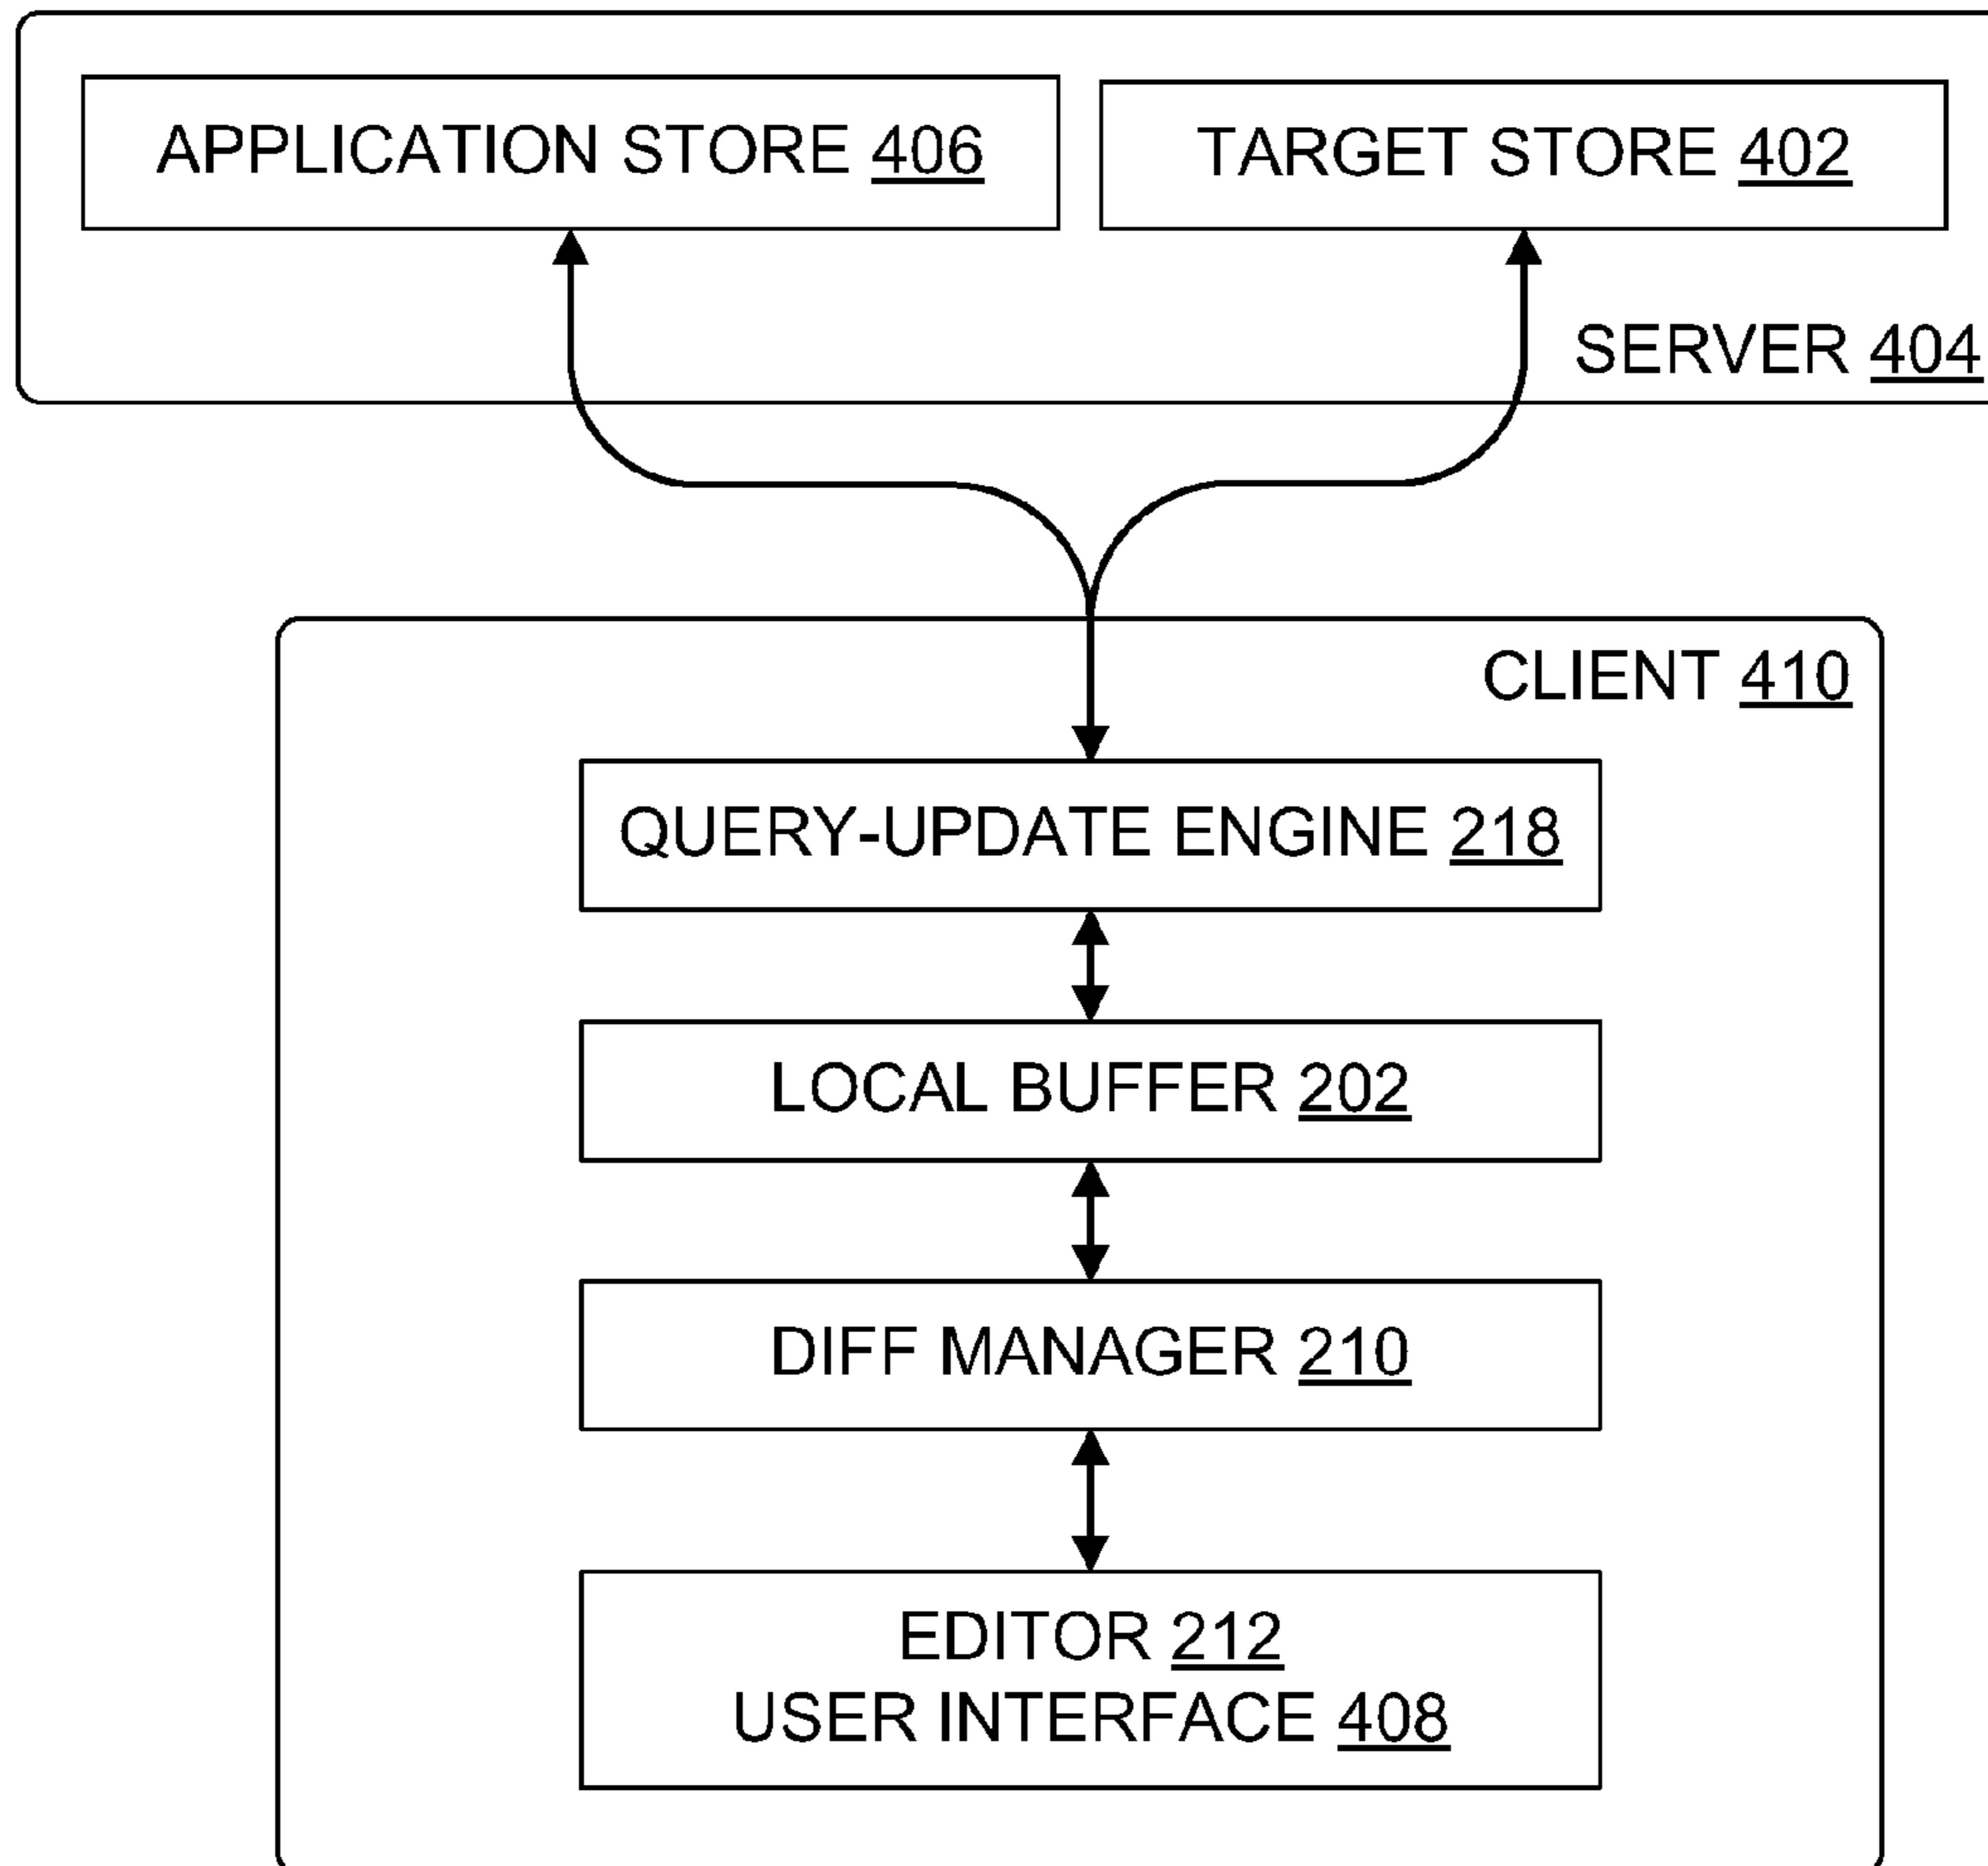 APPLICATION STORE 406
TARGET STORE 402
SERVER 404
CLIENT 410
QUERY-UPDATE ENGINE 218
LOCAL BUFFER 202
DIFF MANAGER 210
EDITOR 212
USER INTERFACE 408